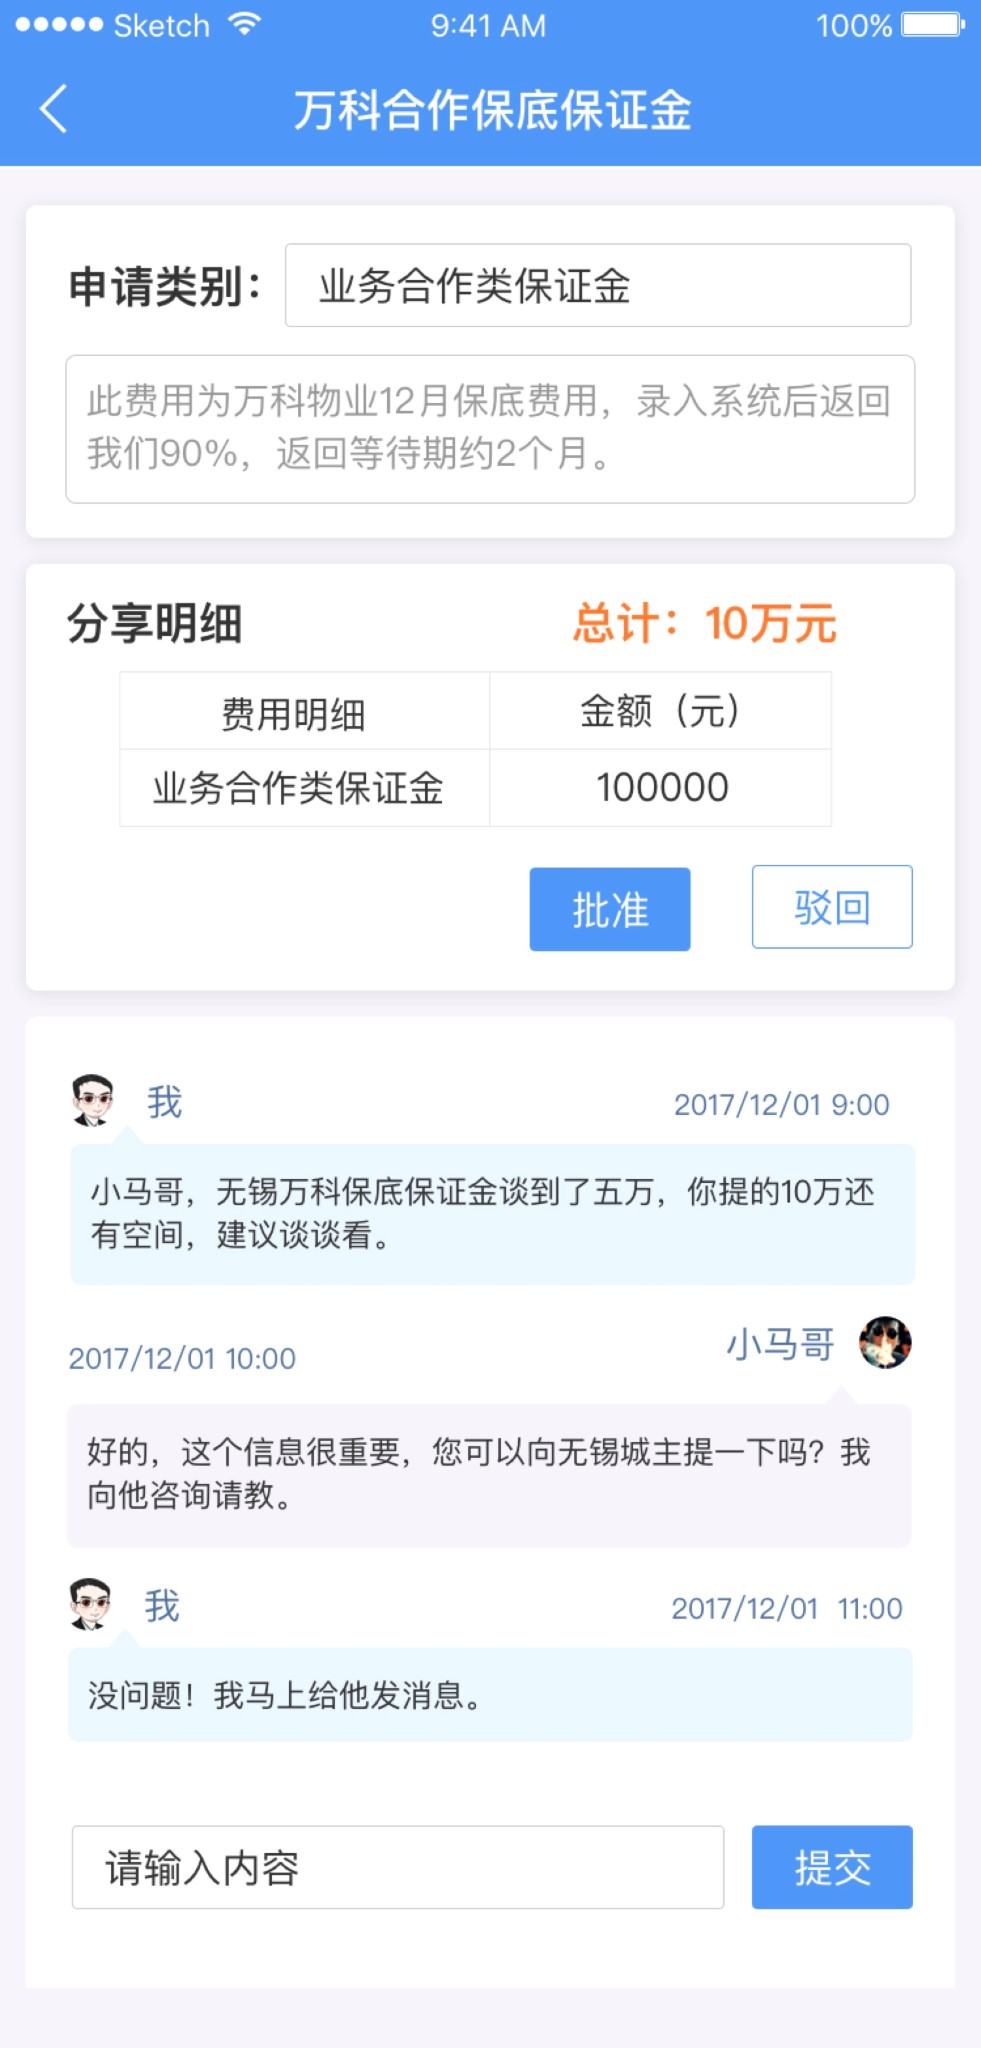 Sketch 9:41 AM 100%
万科合作保底保证金
申请类别： 业务合作类保证金
此费用为万科物业12月保底费用，录入系统后返回
我们90%，返回等待期约2个月。
分享明细 总计：10万元
费用明细 金额（元）
业务合作类保证金 100000
批准 驳回
我 2017/12/01 9:00
小马哥，无锡万科保底保证金谈到了五万，你提的10万还
有空间，建议谈谈看。
2017/12/01 10:00 小马哥
好的，这个信息很重要，您可以向无锡城主提一下吗？我
向他咨询请教。
我 2017/12/01 11:00
没问题！我马上给他发消息。
请输入内容 提交